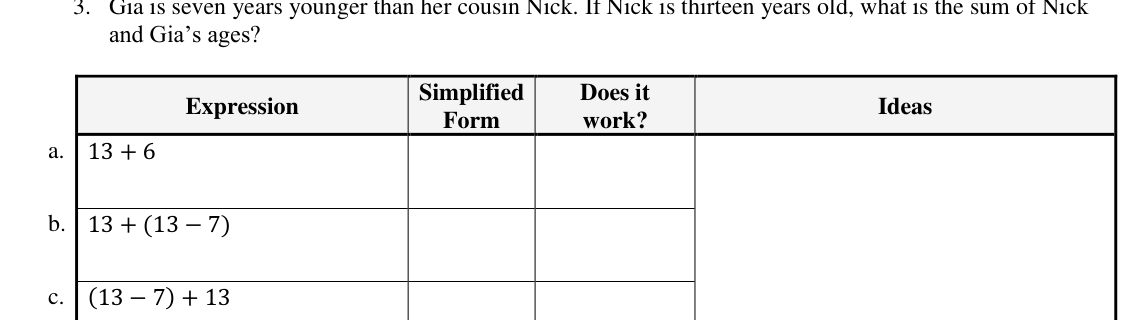 3. Gia is seven years younger than her cousin Nick. If Nick is thirteen years old, what is the sum of Nick
and Gia's ages?
Expression Simplified Form Does it work? Ideas
a. 13 + 6
b. 13 + (13 − 7)
c. (13 − 7) + 13